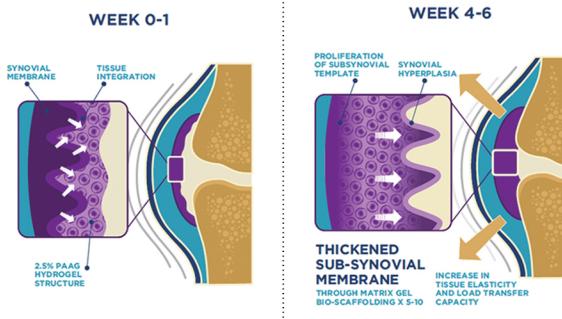 WEEK 0-1
SYNOVIAL
MEMBRANE
TISSUE
INTEGRATION
2.5% PAAG
HYDROGEL
STRUCTURE
WEEK 4-6
PROLIFERATION
OF SUBSYNOVIAL
TEMPLATE
SYNOVIAL
HYPERPLASIA
THICKENED
SUB-SYNOVIAL
MEMBRANE
THROUGH MATRIX GEL
BIO-SCAFFOLDING X 5-10
INCREASE IN
TISSUE ELASTICITY
AND LOAD TRANSFER
CAPACITY